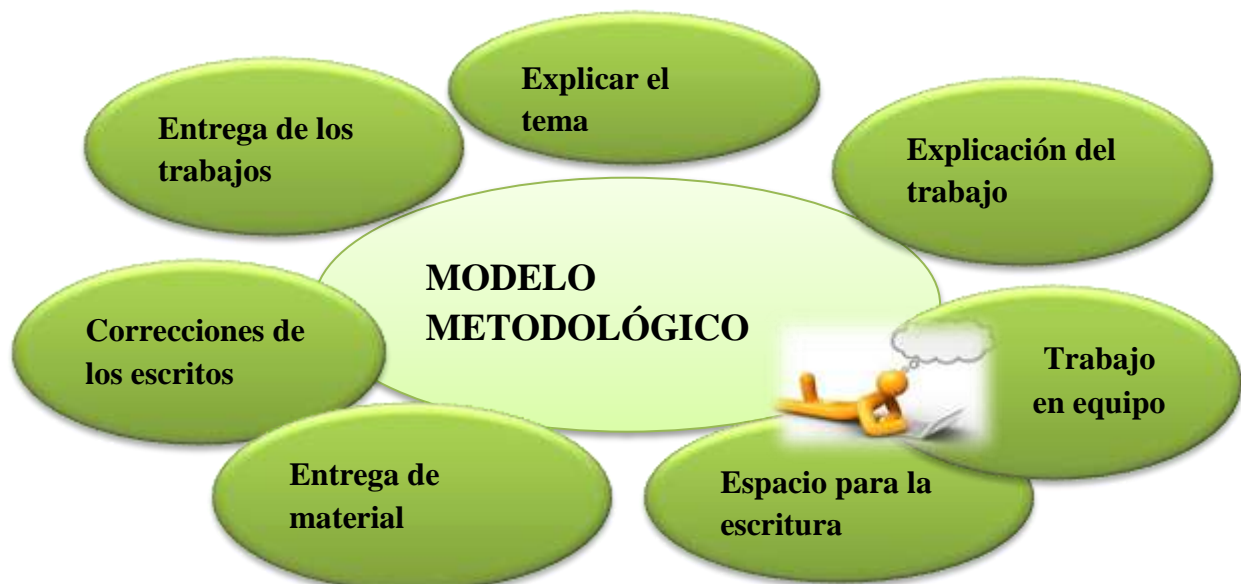 Explicar el
tema
Entrega de los
trabajos
Explicación del
trabajo
MODELO
METODOLÓGICO
Correcciones de
los escritos
Trabajo
en equipo
Entrega de
material
Espacio para la
escritura